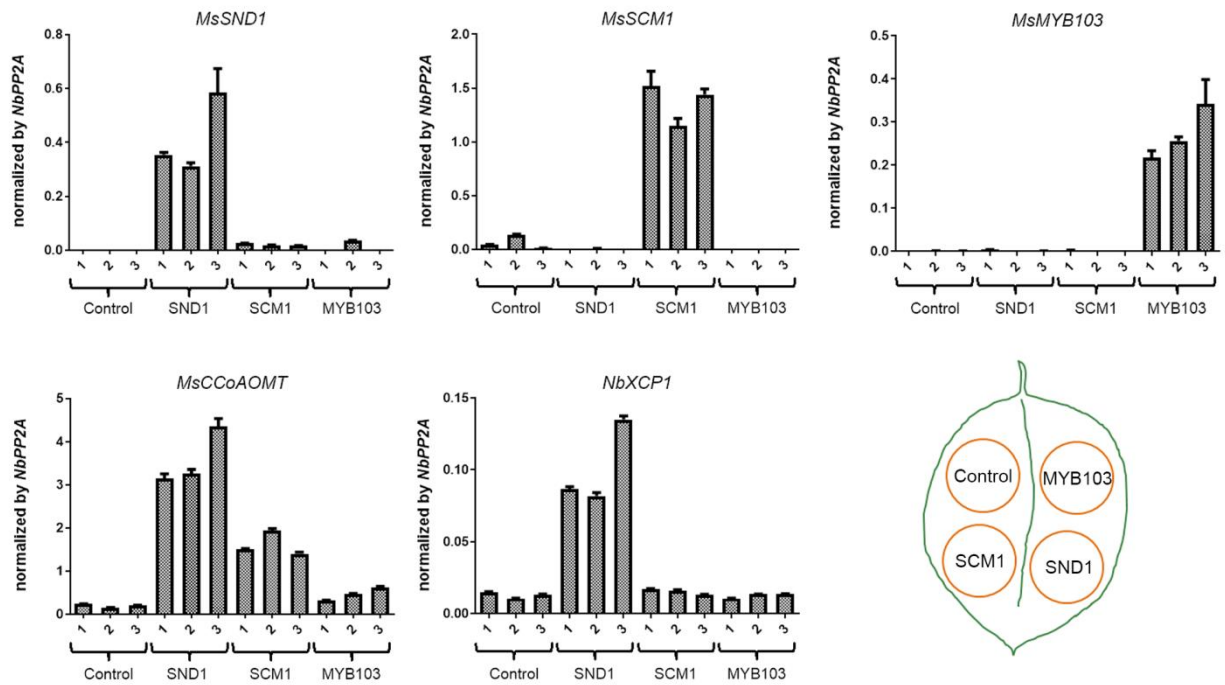 MsSND1
normalized by NbPP2A
0.8
0.6
0.4
0.2
0.0
1 2 3 1 2 3 1 2 3 1 2 3
Control SND1 SCM1 MYB103
MsSCM1
normalized by NbPP2A
2.0
1.5
1.0
0.5
0.0
1 2 3 1 2 3 1 2 3 1 2 3
Control SND1 SCM1 MYB103
MsMYB103
normalized by NbPP2A
0.5
0.4
0.3
0.2
0.1
0.0
1 2 3 1 2 3 1 2 3 1 2 3
Control SND1 SCM1 MYB103
MsCCoAOMT
normalized by NbPP2A
5
4
3
2
1
0
1 2 3 1 2 3 1 2 3 1 2 3
Control SND1 SCM1 MYB103
NbXCP1
normalized by NbPP2A
0.15
0.10
0.05
0.00
1 2 3 1 2 3 1 2 3 1 2 3
Control SND1 SCM1 MYB103
Control MYB103
SCM1 SND1